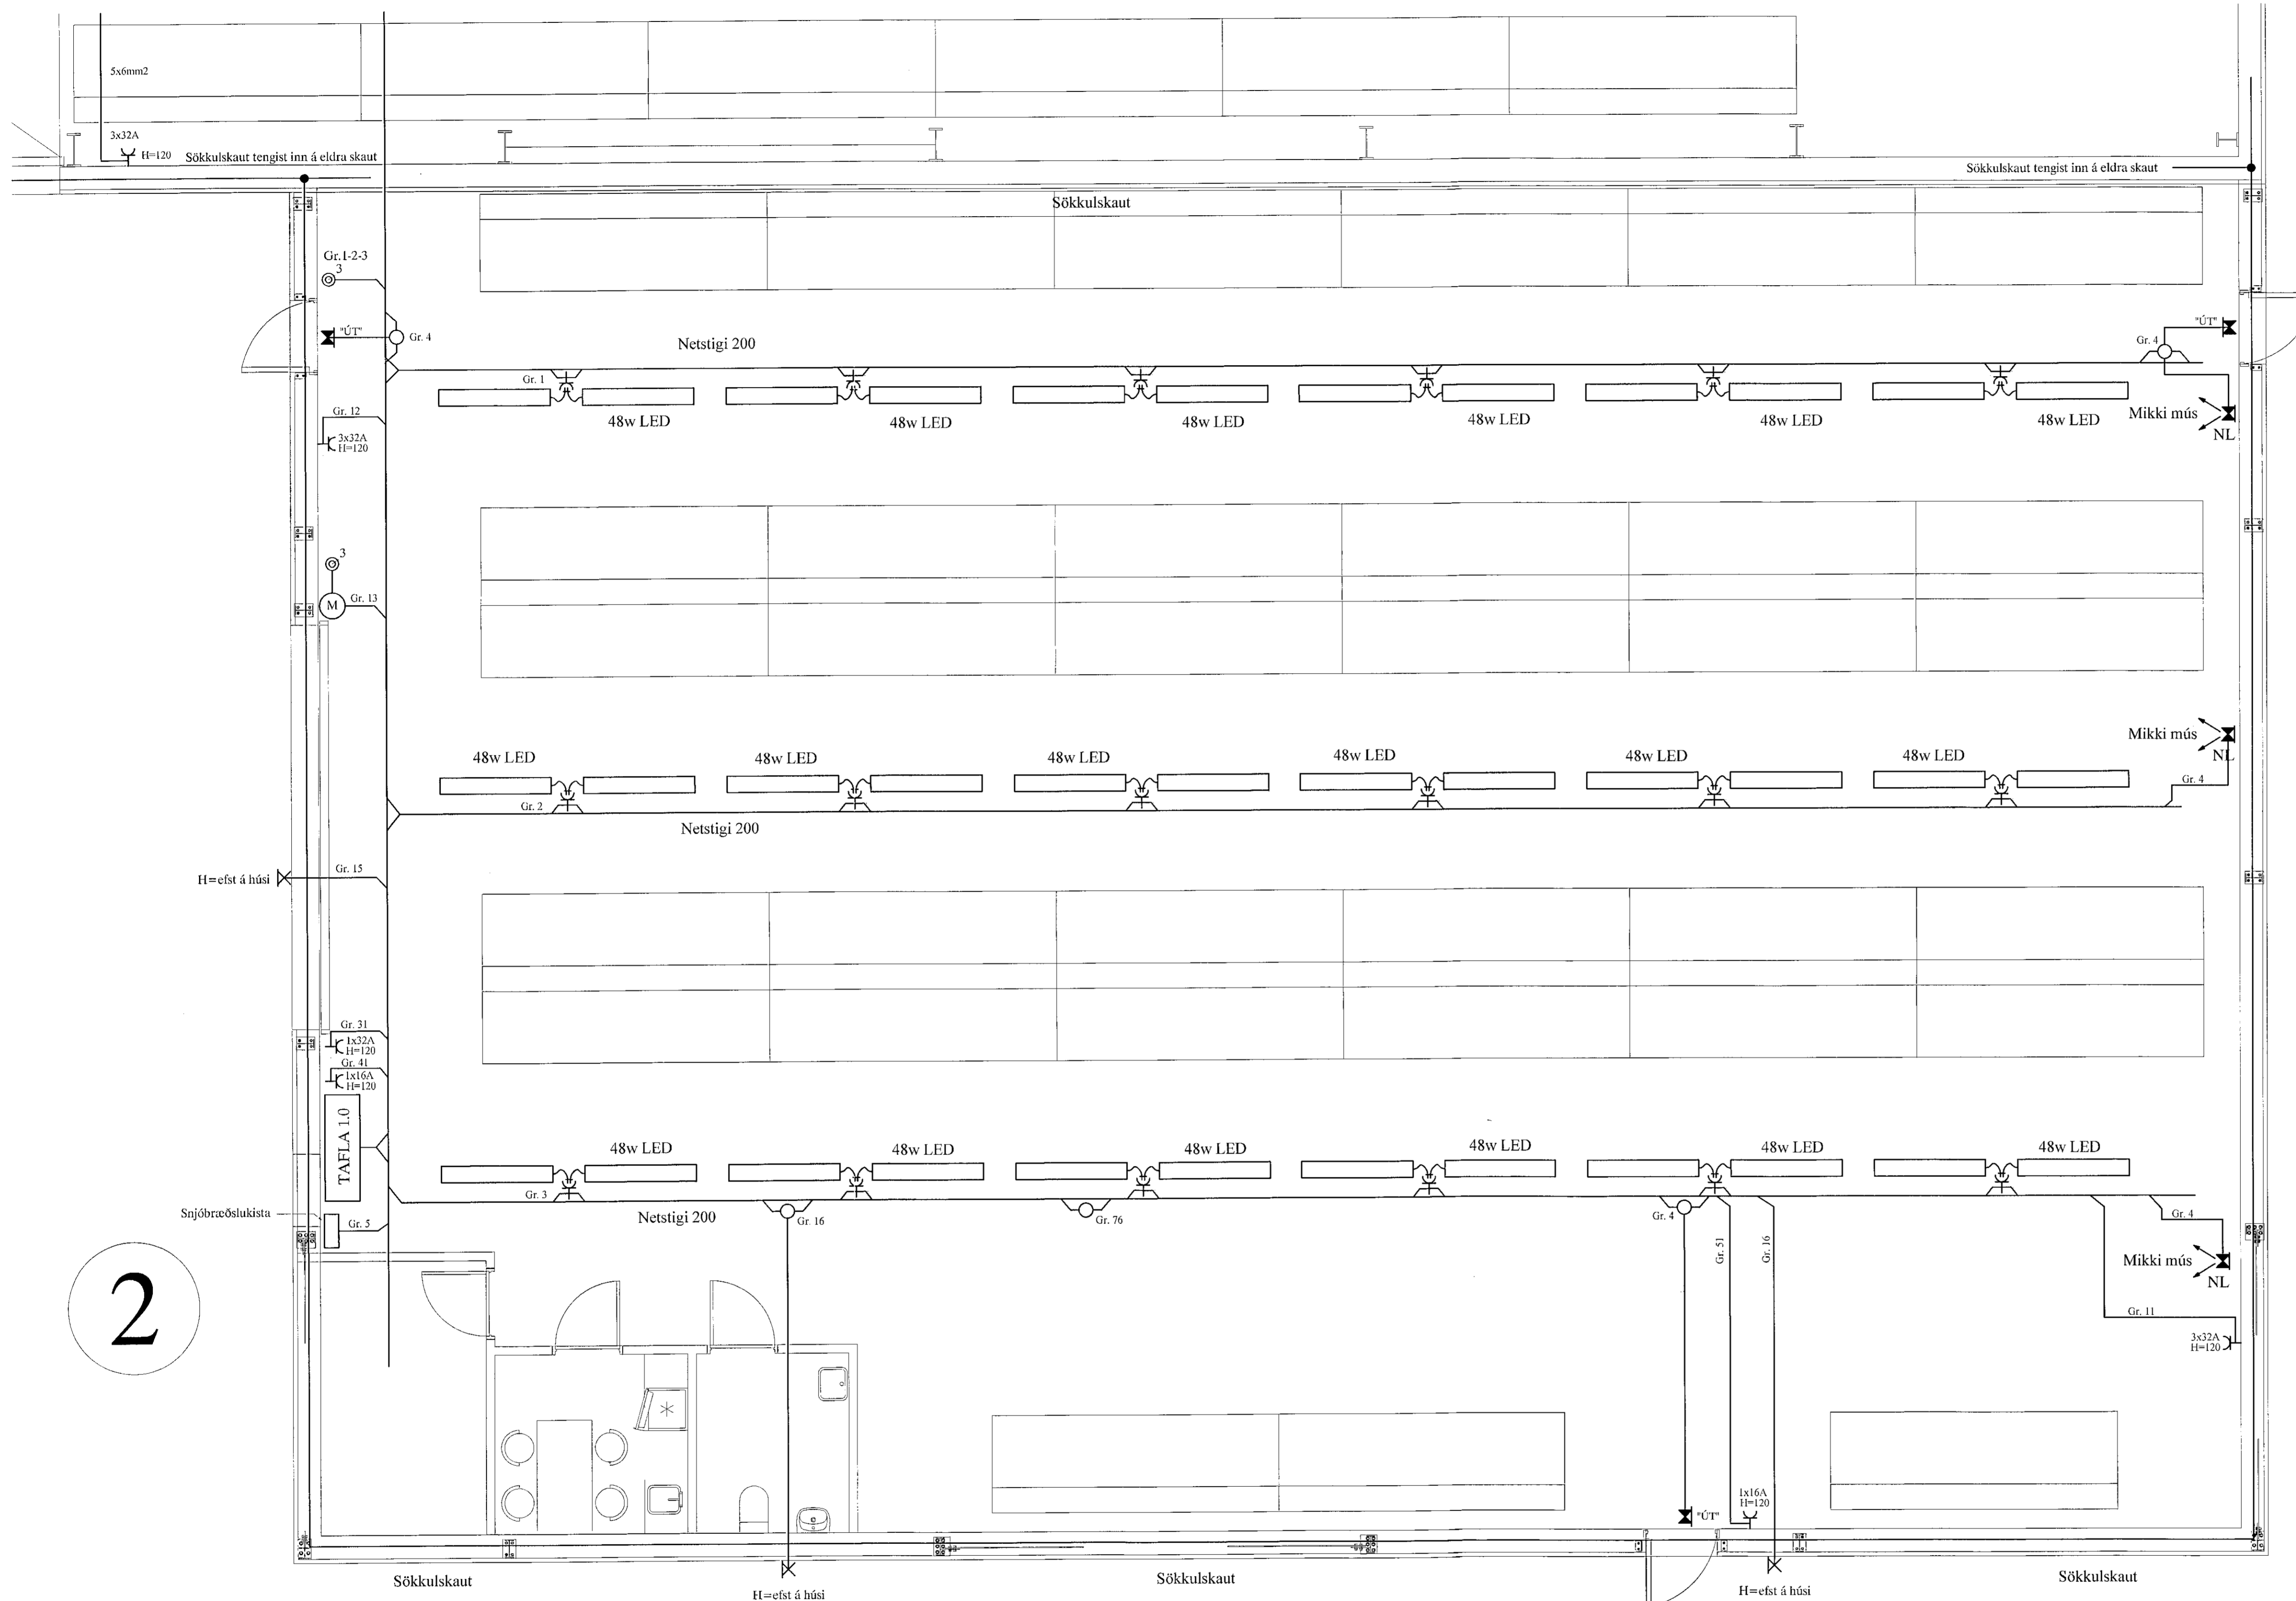 5x6mm2
3x32A
H=120
Sökkulskaut tengist inn á eldra skaut
Sökkulskaut tengist inn á eldra skaut
Sökkulskaut
Gr.1-2-3
3
"ÚT"
Gr. 4
Netstigi 200
"ÚT"
Gr. 4
Gr. 1
48w LED
48w LED
48w LED
48w LED
48w LED
48w LED
Mikki mús
NL
Gr. 12
3x32A
H=120
3
M
Gr. 13
Mikki mús
NL
48w LED
48w LED
48w LED
48w LED
48w LED
48w LED
Gr. 4
Gr. 2
Netstigi 200
Gr. 15
H=efst á húsi
Gr. 31
1x32A
H=120
Gr. 41
1x16A
H=120
TAFLA 1.0
48w LED
48w LED
48w LED
48w LED
48w LED
48w LED
Gr. 3
Netstigi 200
Snjóbræðslukista
Gr. 5
Gr. 16
Gr. 76
Gr. 4
Gr. 51
Gr. 16
Gr. 4
Mikki mús
NL
2
Gr. 11
3x32A
H=120
1x16A
H=120
"ÚT"
Sökkulskaut
H=efst á húsi
Sökkulskaut
H=efst á húsi
Sökkulskaut